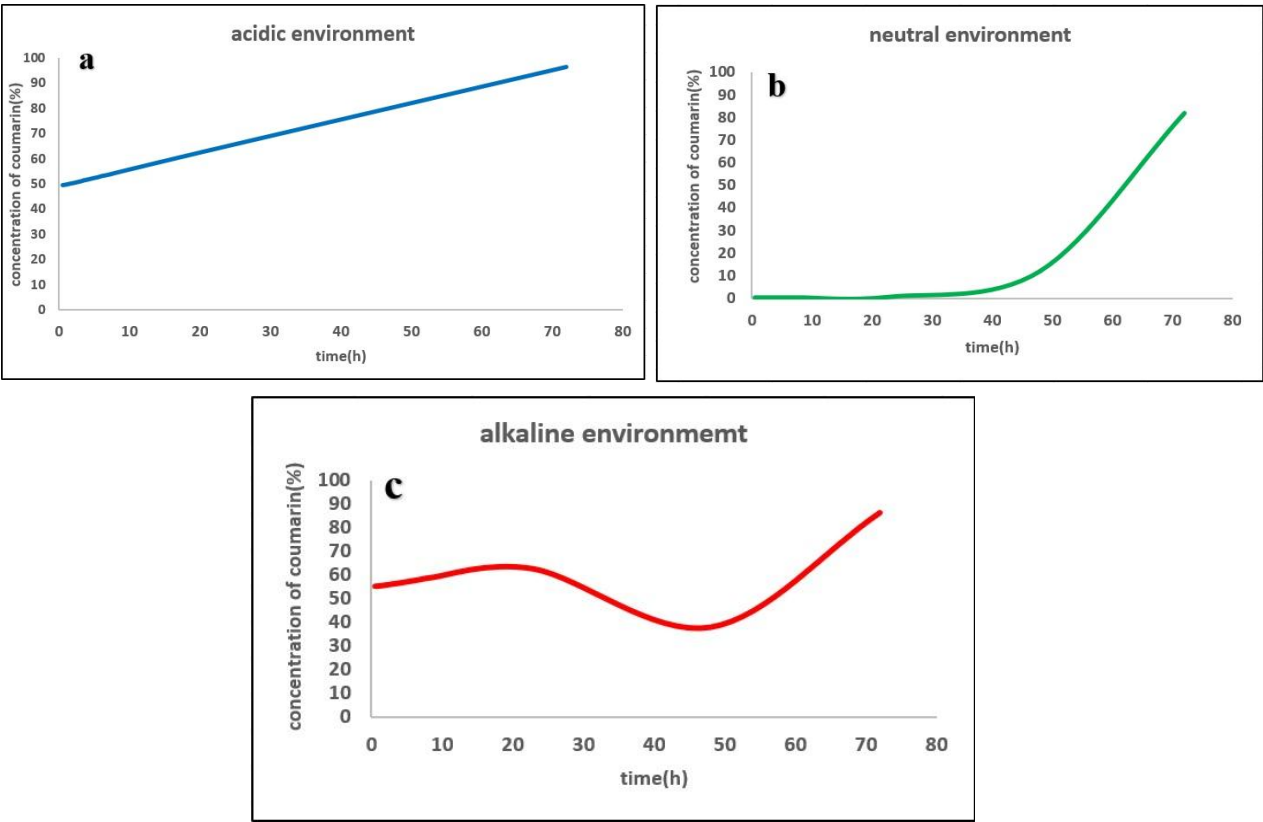 acidic environment
a
concentration of coumarin(%)
100
90
80
70
60
50
40
30
20
10
0
0 10 20 30 40 50 60 70 80
time(h)
neutral environment
b
concentration of coumarin(%)
100
90
80
70
60
50
40
30
20
10
0
0 10 20 30 40 50 60 70 80
time(h)
alkaline environmemt
c
concentration of coumarin(%)
100
90
80
70
60
50
40
30
20
10
0
0 10 20 30 40 50 60 70 80
time(h)